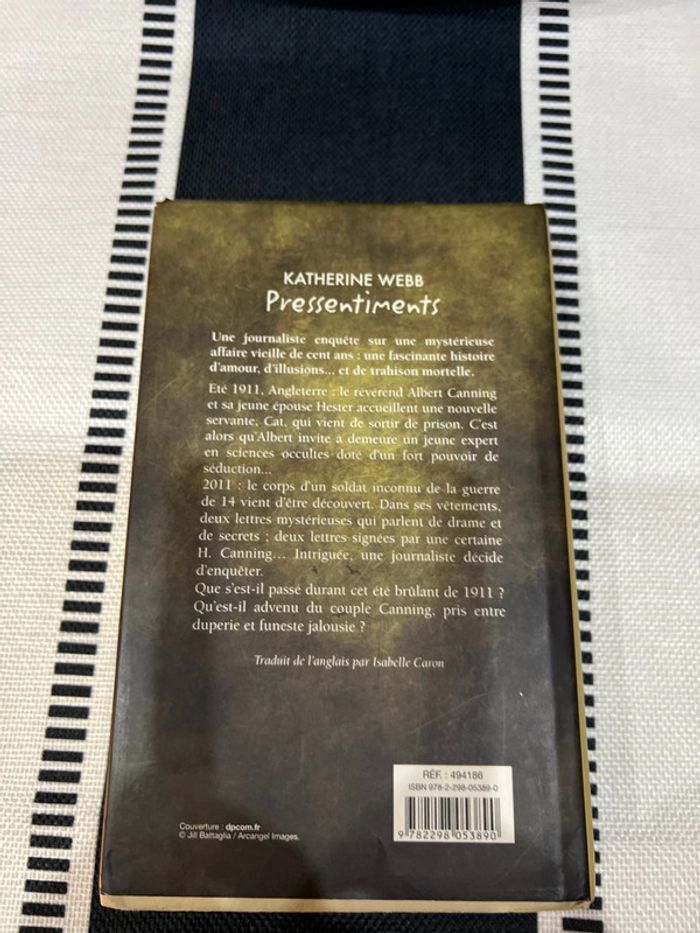 KATHERINE WEBB
Pressentiments
Une journaliste enquête sur une mystérieuse
affaire vieille de cent ans : une fascinante histoire
d'amour, d'illusions... et de trahison mortelle.
Eté 1911, Angleterre : le révérend Albert Canning
et sa jeune épouse Hester accueillent une nouvelle
servante, Cat, qui vient de sortir de prison. C'est
alors qu'Albert invite à demeure un jeune expert
en sciences occultes doté d'un fort pouvoir de
séduction...
2011 : le corps d'un soldat inconnu de la guerre
de 14 vient d'être découvert. Dans ses vêtements,
deux lettres mystérieuses qui parlent de drame et
de secrets ; deux lettres signées par une certaine
H. Canning... Intriguée, une journaliste décide
d'enquêter.
Que s'est-il passé durant cet été brûlant de 1911 ?
Qu'est-il advenu du couple Canning, pris entre
duperie et funeste jalousie ?
Traduit de l'anglais par Isabelle Caron
RÉF. : 494186
ISBN 978-2-298-05389-0
9 782298 053890
Couverture : dpcom.fr
© Jill Battaglia / Arcangel Images.